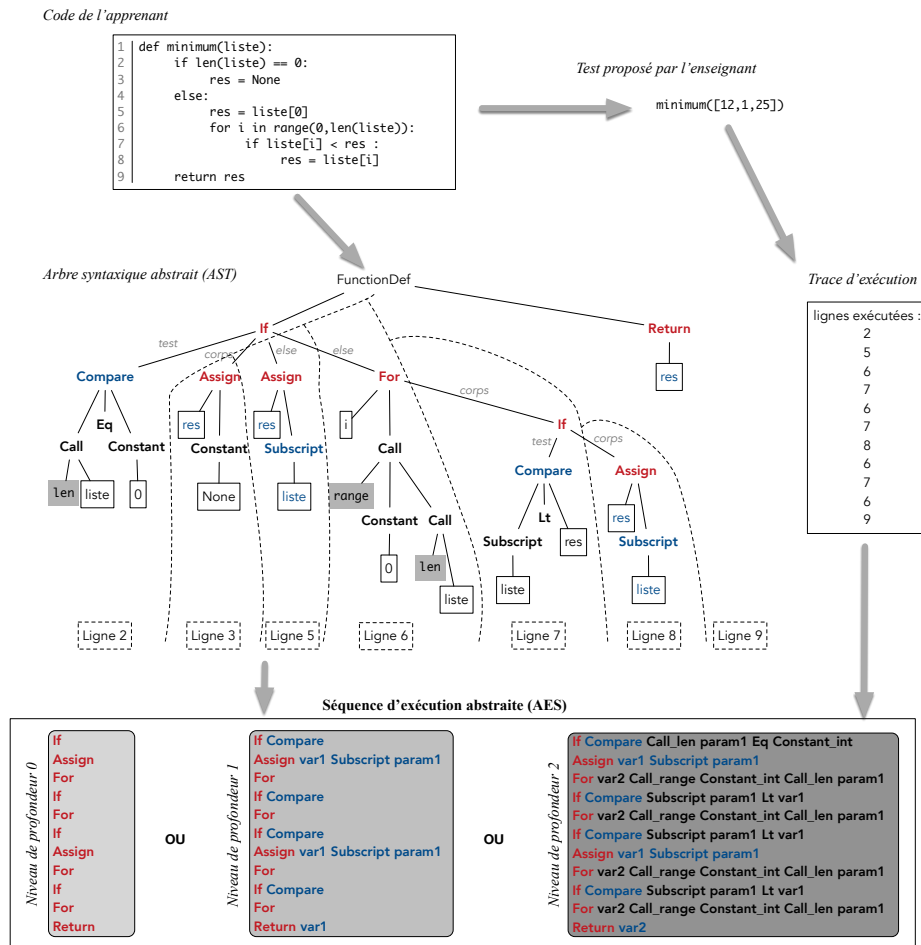 Code de l'apprenant
1 def minimum(liste):
2 if len(liste) == 0:
3 res = None
4 else:
5 res = liste[0]
6 for i in range(0,len(liste)):
7 if liste[i] < res :
8 res = liste[i]
9 return res
Test proposé par l'enseignant
minimum([12,1,25])
Arbre syntaxique abstrait (AST)
FunctionDef
Trace d'exécution
lignes exécutées :
2
5
6
7
6
7
8
6
7
6
9
If
Return
test
corps
else
else
res
Compare
Assign
Assign
For
corps
Eq
res
res
i
If
Call
Constant
Constant
Subscript
Call
test
corps
len
liste
0
None
liste
range
Compare
Assign
Constant
Call
Subscript
Lt
res
res
Subscript
0
len
liste
liste
liste
Ligne 2
Ligne 3
Ligne 5
Ligne 6
Ligne 7
Ligne 8
Ligne 9
Séquence d'exécution abstraite (AES)
Niveau de profondeur 0
If
Assign
For
If
For
If
Assign
For
If
For
Return
OU
Niveau de profondeur 1
If Compare
Assign var1 Subscript param1
For
If Compare
For
If Compare
Assign var1 Subscript param1
For
If Compare
For
Return var1
OU
Niveau de profondeur 2
If Compare Call_len param1 Eq Constant_int
Assign var1 Subscript param1
For var2 Call_range Constant_int Call_len param1
If Compare Subscript param1 Lt var1
For var2 Call_range Constant_int Call_len param1
If Compare Subscript param1 Lt var1
Assign var1 Subscript param1
For var2 Call_range Constant_int Call_len param1
If Compare Subscript param1 Lt var1
For var2 Call_range Constant_int Call_len param1
Return var2